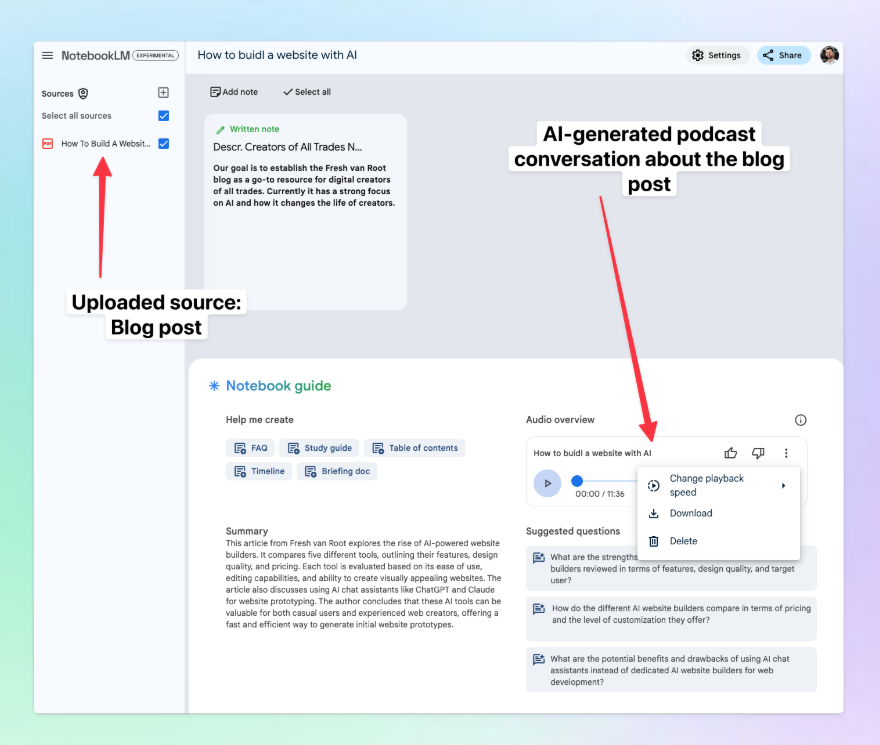 NotebookLM EXPERIMENTAL
How to buidl a website with AI
Settings
Share
Sources
Select all sources
How To Build A Websit...
Add note
Select all
Written note
Descr. Creators of All Trades N...
Our goal is to establish the Fresh van Root
blog as a go-to resource for digital creators
of all trades. Currently it has a strong focus
on AI and how it changes the life of creators.
AI-generated podcast
conversation about the blog
post
Uploaded source:
Blog post
Notebook guide
Help me create
FAQ
Study guide
Table of contents
Timeline
Briefing doc
Summary
This article from Fresh van Root explores the rise of AI-powered website
builders. It compares five different tools, outlining their features, design
quality, and pricing. Each tool is evaluated based on its ease of use,
editing capabilities, and ability to create visually appealing websites. The
article also discusses using AI chat assistants like ChatGPT and Claude
for website prototyping. The author concludes that these AI tools can be
valuable for both casual users and experienced web creators, offering a
fast and efficient way to generate initial website prototypes.
Audio overview
How to buidl a website with AI
00:00 / 11:36
Change playback
speed
Download
Delete
Suggested questions
What are the strengths
builders reviewed in terms of features, design quality, and target
user?
How do the different AI website builders compare in terms of pricing
and the level of customization they offer?
What are the potential benefits and drawbacks of using AI chat
assistants instead of dedicated AI website builders for web
development?